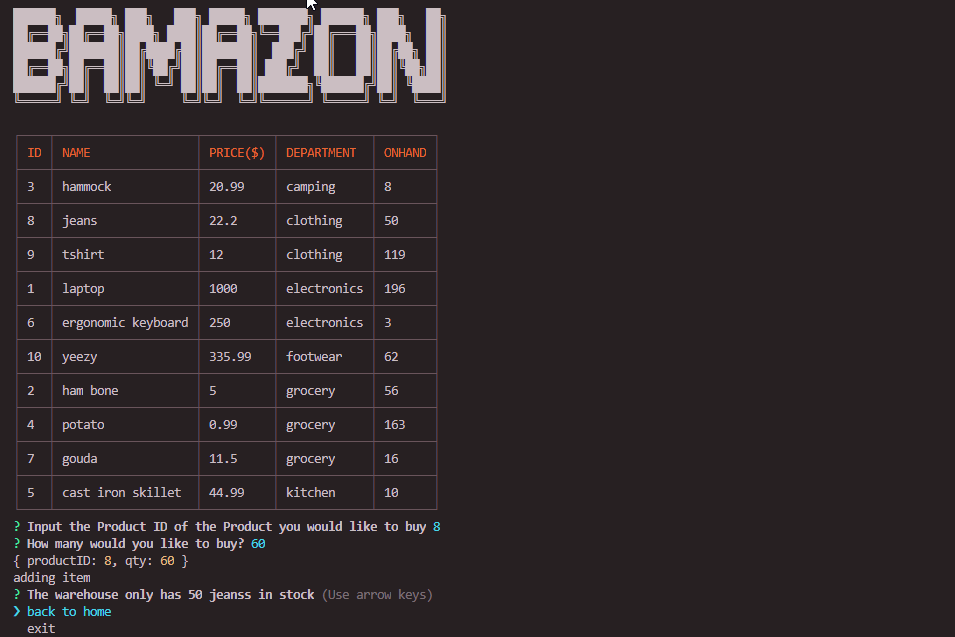 BAMAZON
ID NAME PRICE($) DEPARTMENT ONHAND
3 hammock 20.99 camping 8
8 jeans 22.2 clothing 50
9 tshirt 12 clothing 119
1 laptop 1000 electronics 196
6 ergonomic keyboard 250 electronics 3
10 yeezy 335.99 footwear 62
2 ham bone 5 grocery 56
4 potato 0.99 grocery 163
7 gouda 11.5 grocery 16
5 cast iron skillet 44.99 kitchen 10
? Input the Product ID of the Product you would like to buy 8
? How many would you like to buy? 60
{ productID: 8, qty: 60 }
adding item
? The warehouse only has 50 jeanss in stock (Use arrow keys)
❯ back to home
exit